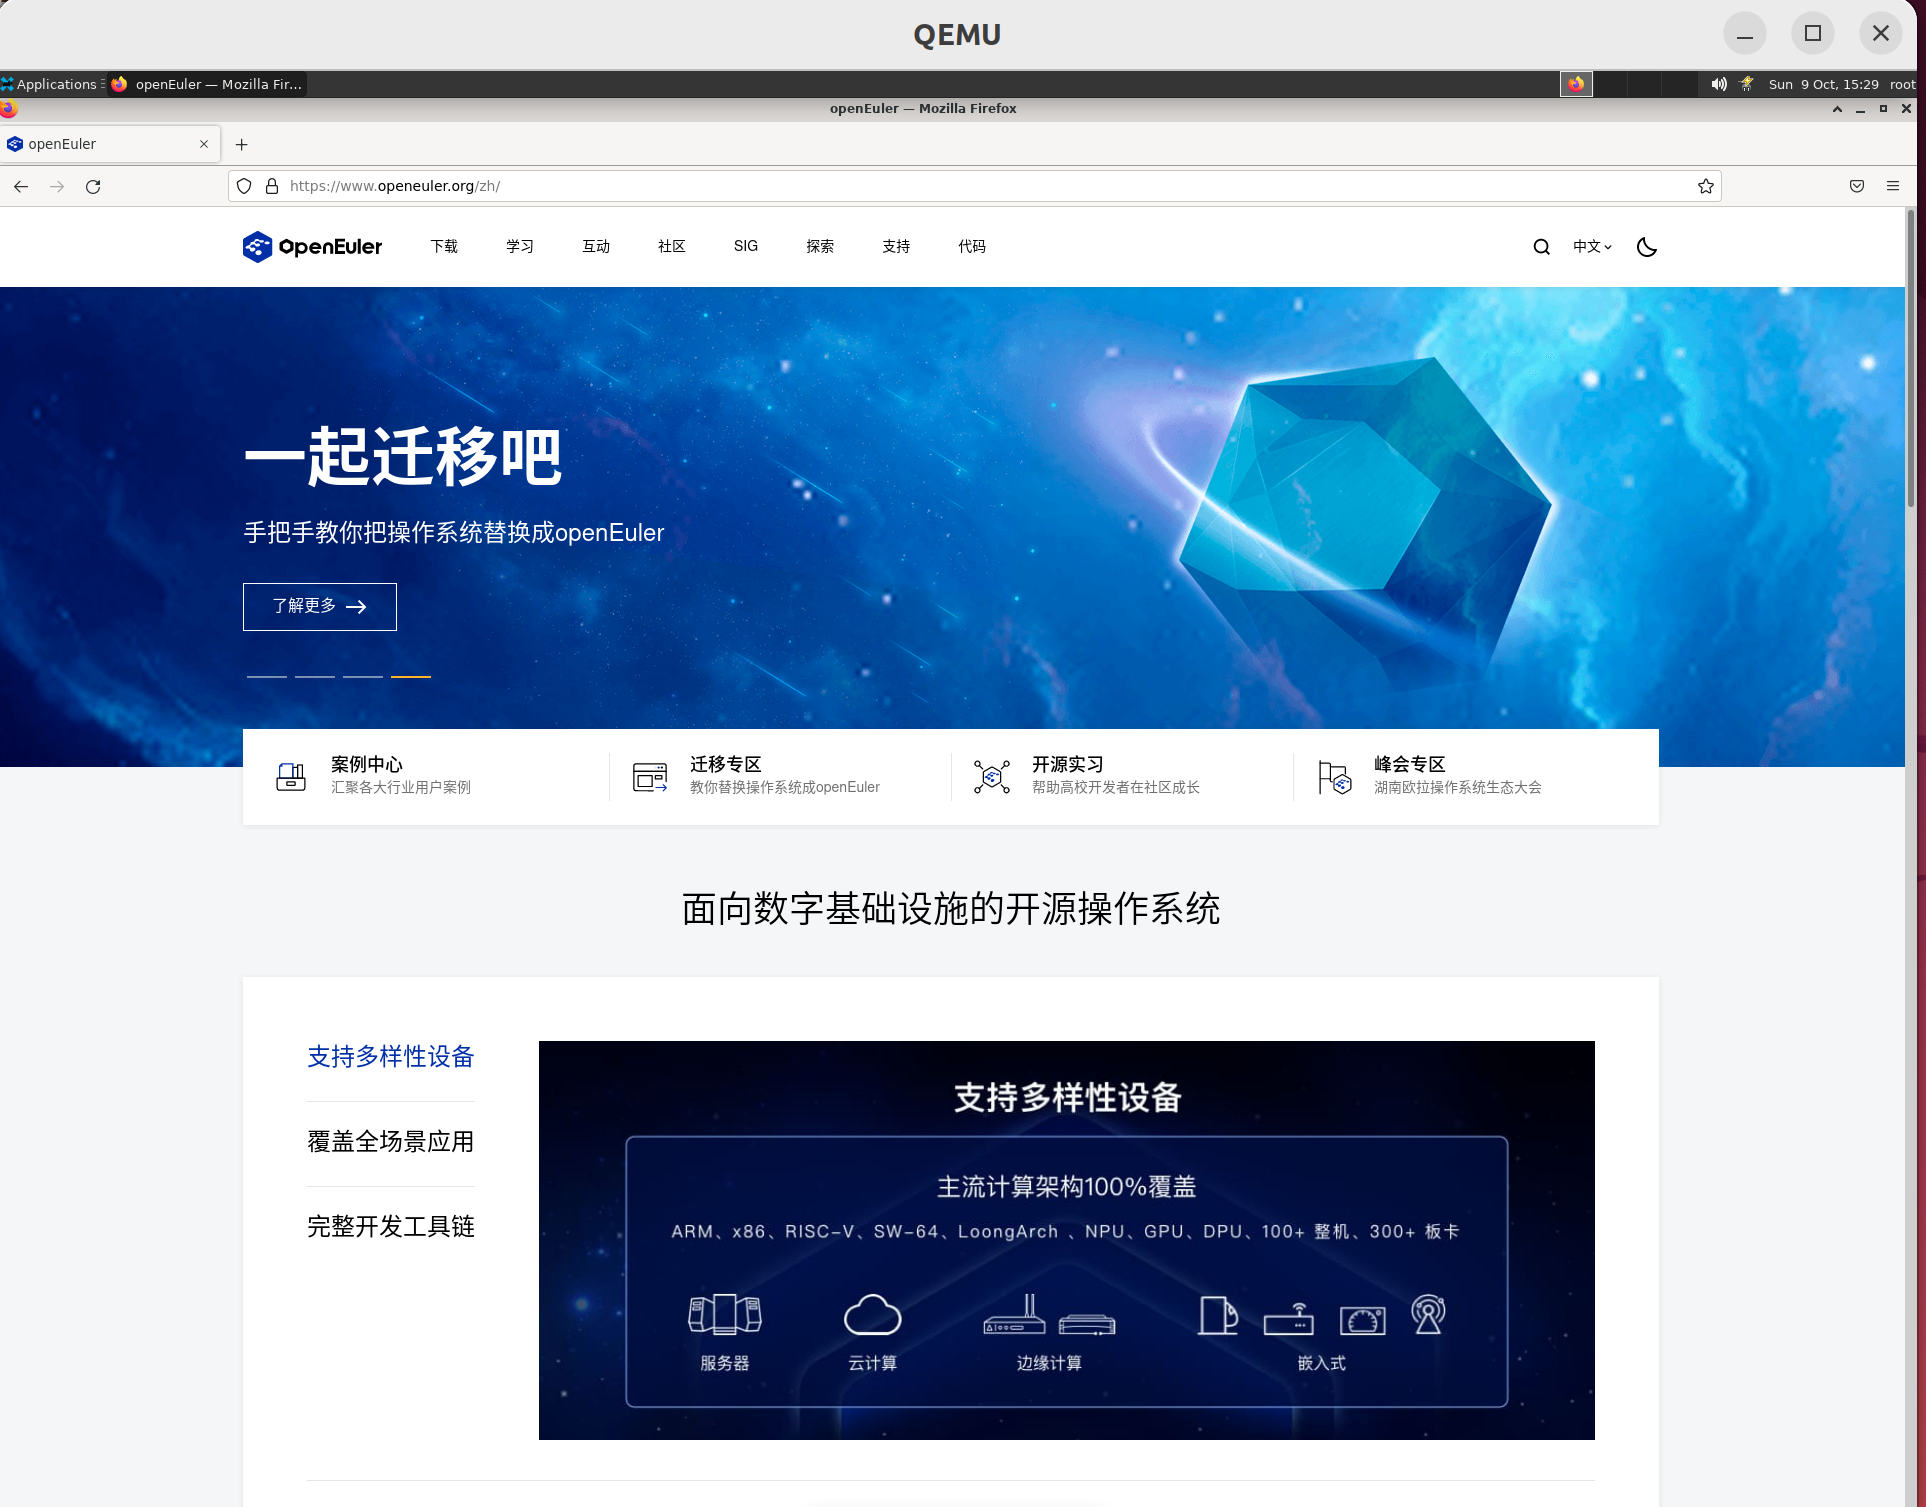 QEMU
Applications
openEuler — Mozilla Fir...
Sun 9 Oct, 15:29 root
openEuler — Mozilla Firefox
openEuler
https://www.openeuler.org/zh/
OpenEuler 下载 学习 互动 社区 SIG 探索 支持 代码 中文
一起迁移吧
手把手教你把操作系统替换成openEuler
了解更多
案例中心
汇聚各大行业用户案例
迁移专区
教你替换操作系统成openEuler
开源实习
帮助高校开发者在社区成长
峰会专区
湖南欧拉操作系统生态大会
面向数字基础设施的开源操作系统
支持多样性设备
覆盖全场景应用
完整开发工具链
支持多样性设备
主流计算架构100%覆盖
ARM、x86、RISC-V、SW-64、LoongArch 、NPU、GPU、DPU、100+ 整机、300+ 板卡
服务器 云计算 边缘计算 嵌入式